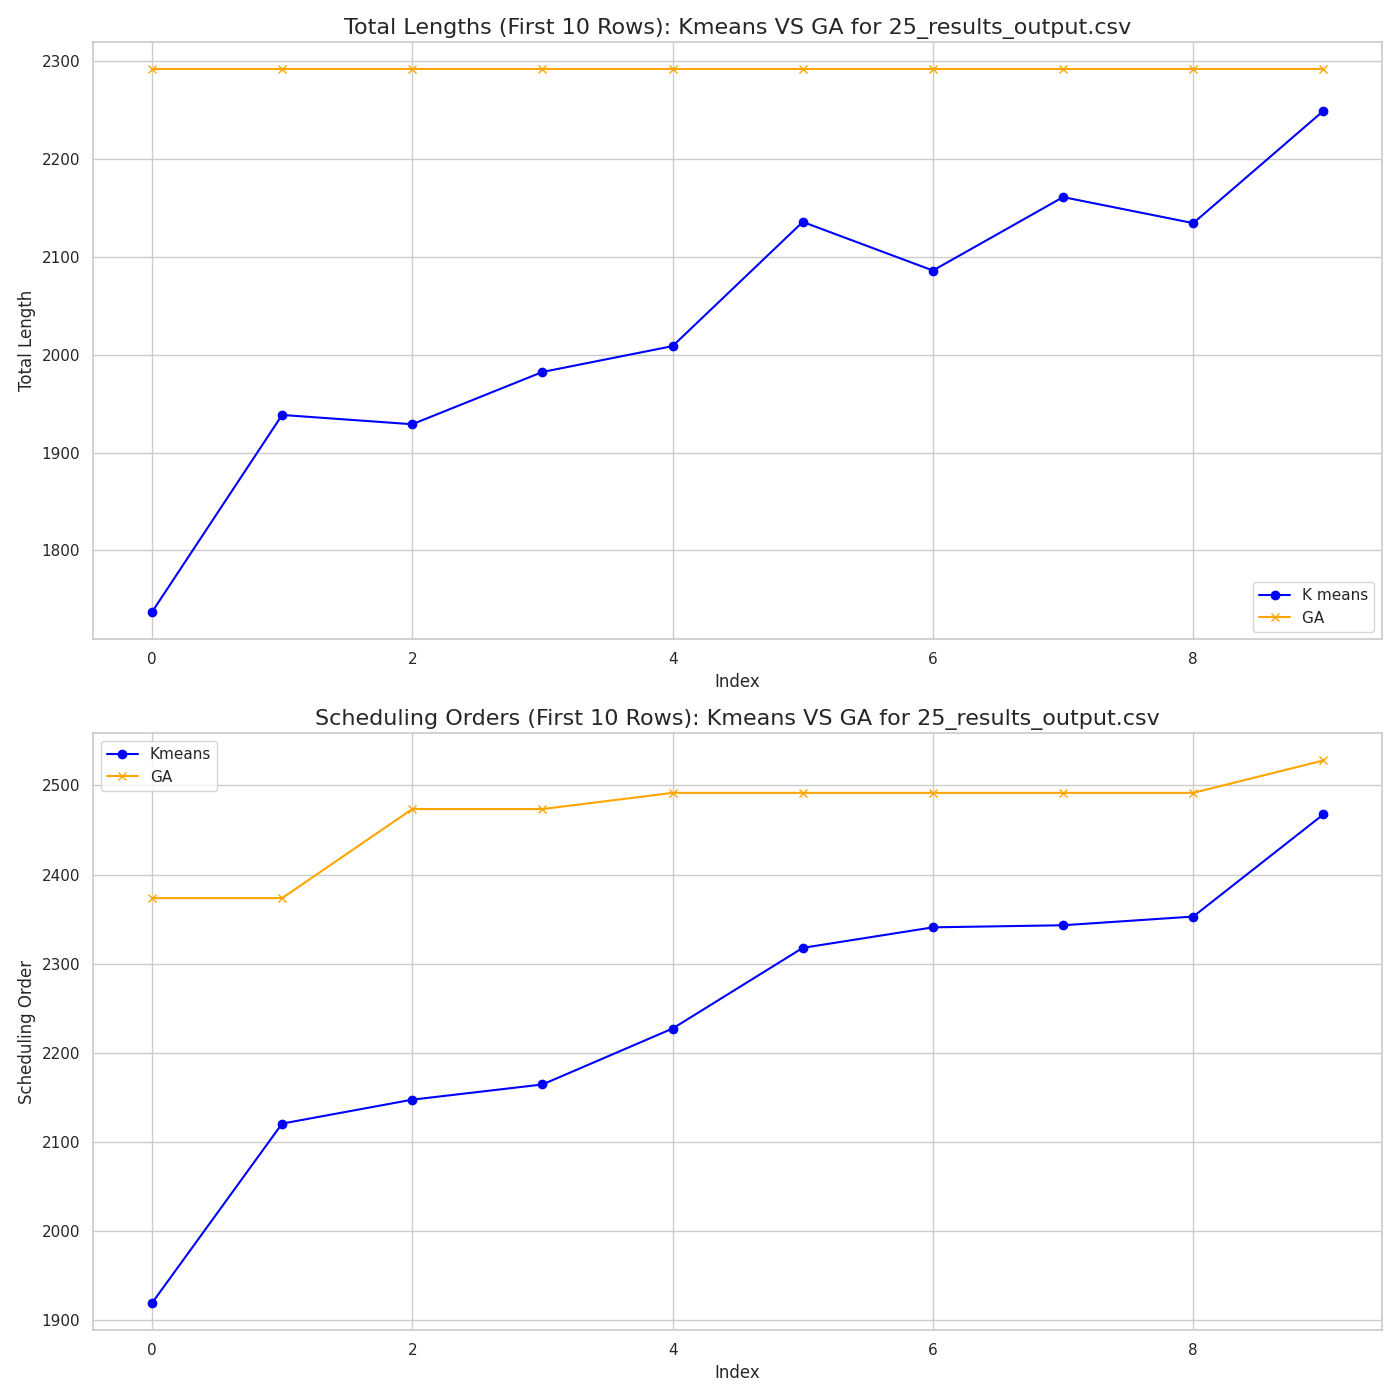 Total Lengths (First 10 Rows): Kmeans VS GA for 25_results_output.csv
2300
2200
2100
2000
1900
1800
Total Length
K means
GA
0 2 4 6 8
Index
Scheduling Orders (First 10 Rows): Kmeans VS GA for 25_results_output.csv
Kmeans
GA
2500
2400
2300
2200
2100
2000
1900
Scheduling Order
0 2 4 6 8
Index